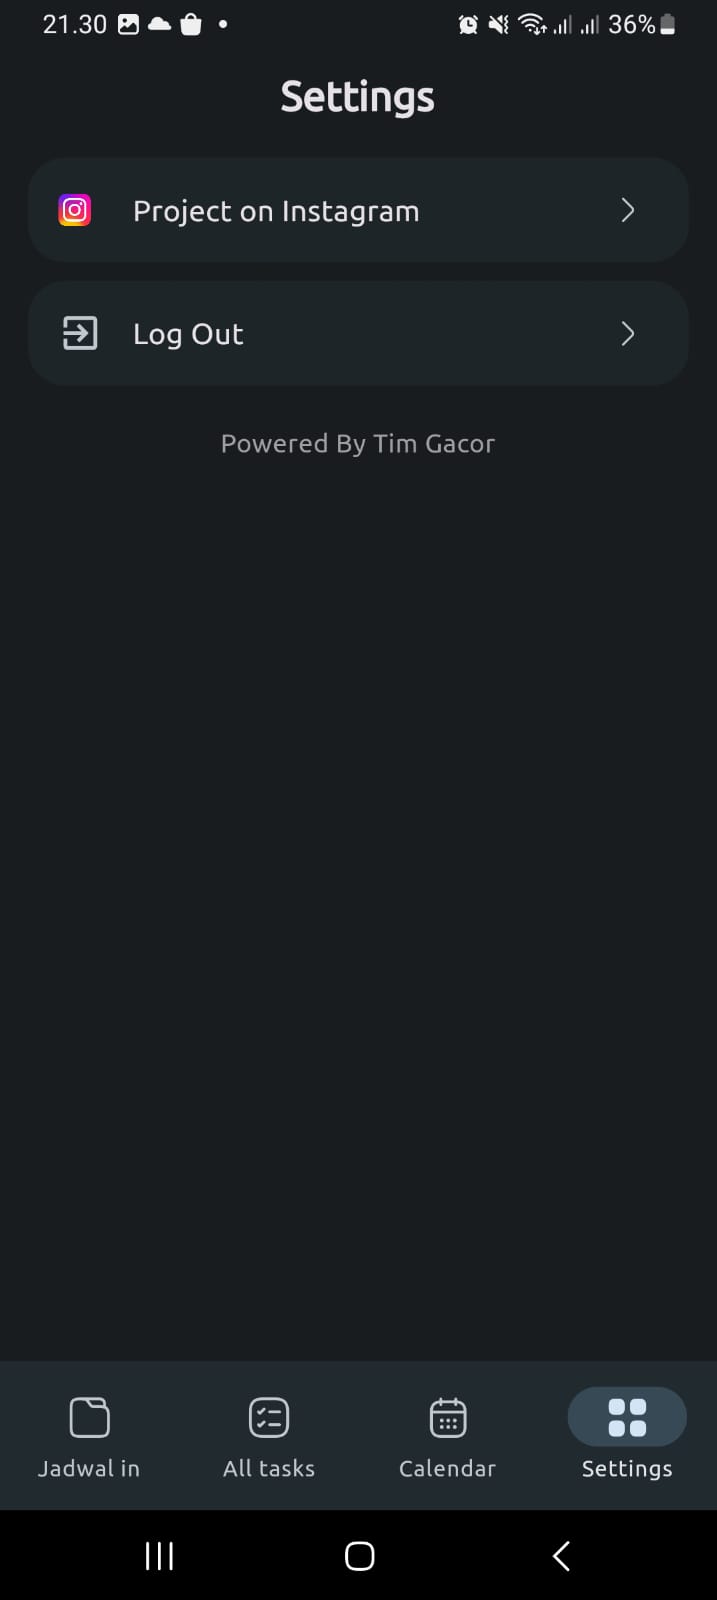 21.30
36%
Settings
Project on Instagram
Log Out
Powered By Tim Gacor
Jadwal in
All tasks
Calendar
Settings